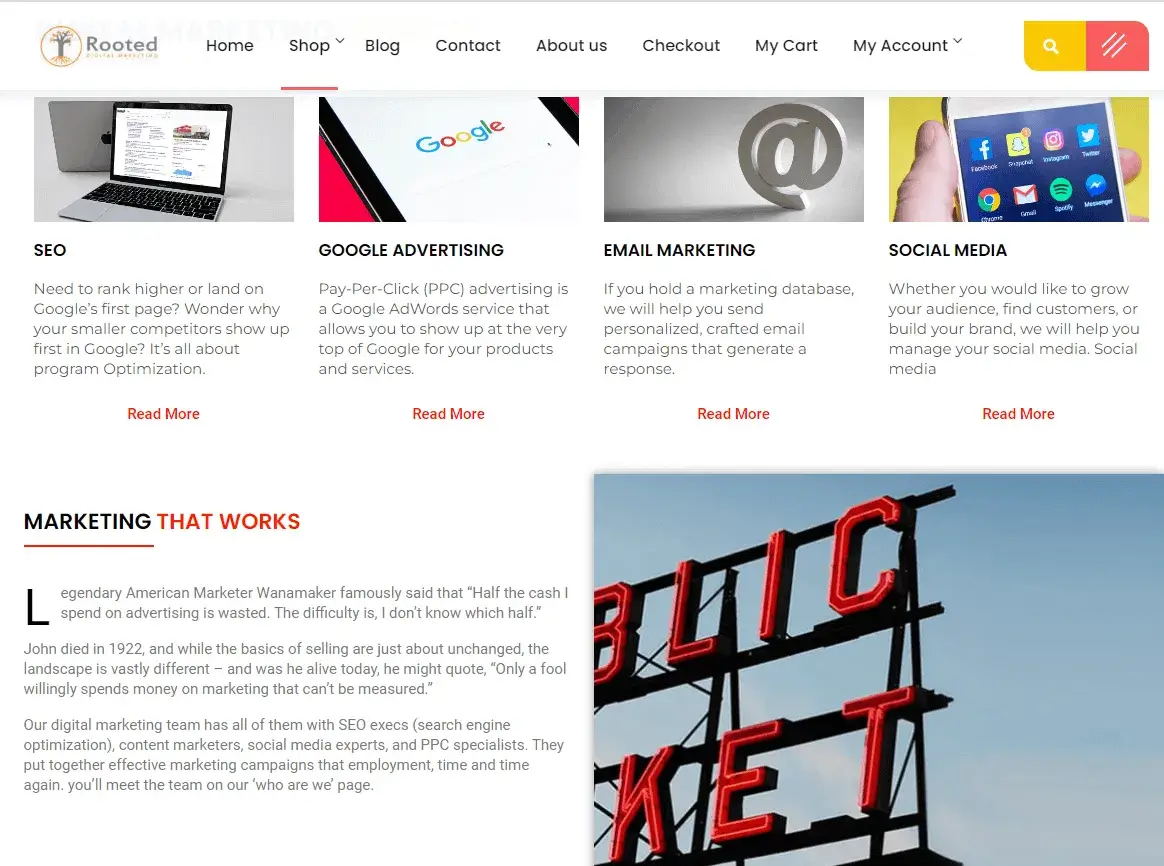 DIGITAL MARKETING
Rooted
DIGITAL MARKETING
Home
Shop
Blog
Contact
About us
Checkout
My Cart
My Account
Google
@
Facebook
Snapchat
Instagram
Twitter
Chrome
Gmail
Spotify
Messenger
SEO
Need to rank higher or land on
Google’s first page? Wonder why
your smaller competitors show up
first in Google? It’s all about
program Optimization.
Read More
GOOGLE ADVERTISING
Pay-Per-Click (PPC) advertising is
a Google AdWords service that
allows you to show up at the very
top of Google for your products
and services.
Read More
EMAIL MARKETING
If you hold a marketing database,
we will help you send
personalized, crafted email
campaigns that generate a
response.
Read More
SOCIAL MEDIA
Whether you would like to grow
your audience, find customers, or
build your brand, we will help you
manage your social media. Social
media
Read More
MARKETING THAT WORKS
Legendary American Marketer Wanamaker famously said that “Half the cash I
spend on advertising is wasted. The difficulty is, I don’t know which half.”
John died in 1922, and while the basics of selling are just about unchanged, the
landscape is vastly different – and was he alive today, he might quote, “Only a fool
willingly spends money on marketing that can’t be measured.”
Our digital marketing team has all of them with SEO execs (search engine
optimization), content marketers, social media experts, and PPC specialists. They
put together effective marketing campaigns that employment, time and time
again. you’ll meet the team on our ‘who are we’ page.
BLIC
KET